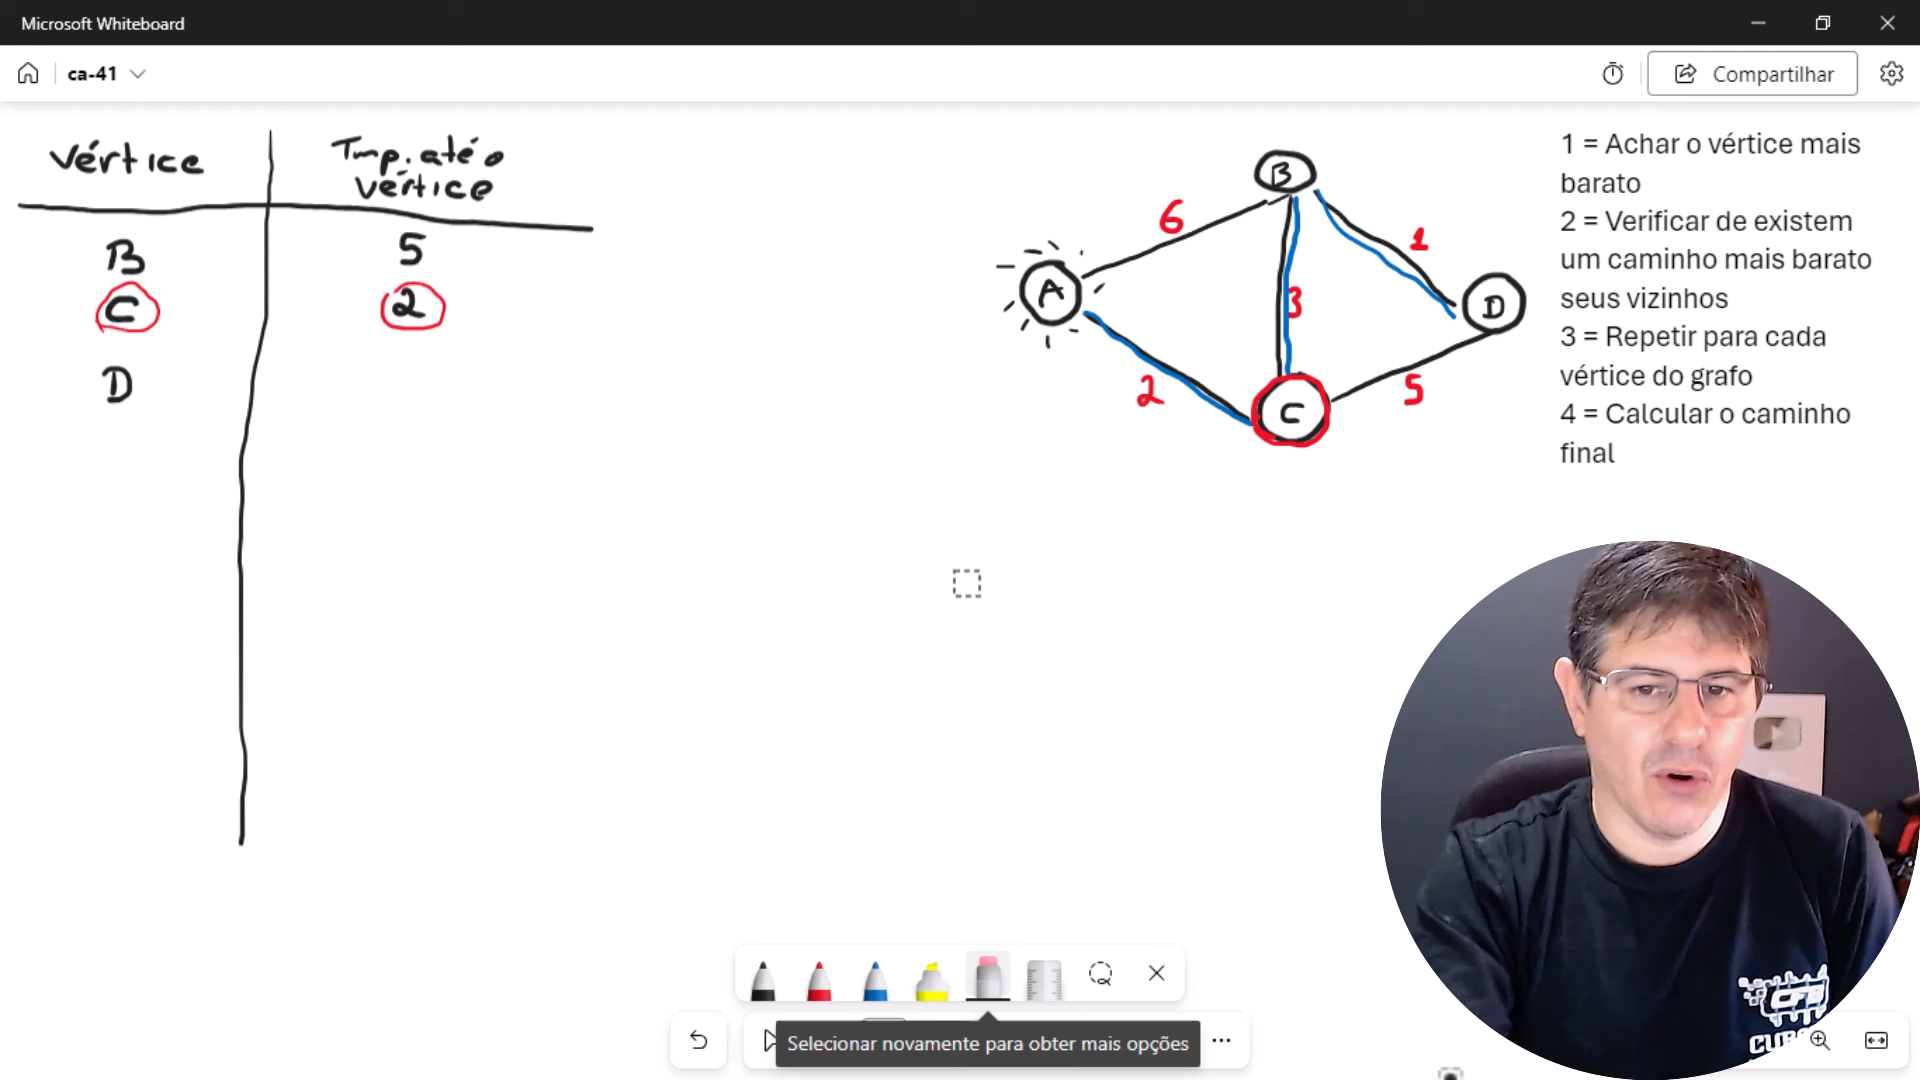 Microsoft Whiteboard
ca-41
Compartilhar
Vértice
Tmp. até o
vértice
B 5
C 2
D
B
6
1
A
3
D
2
5
C
1 = Achar o vértice mais
barato
2 = Verificar de existem
um caminho mais barato
seus vizinhos
3 = Repetir para cada
vértice do grafo
4 = Calcular o caminho
final
Selecionar novamente para obter mais opções
CFB